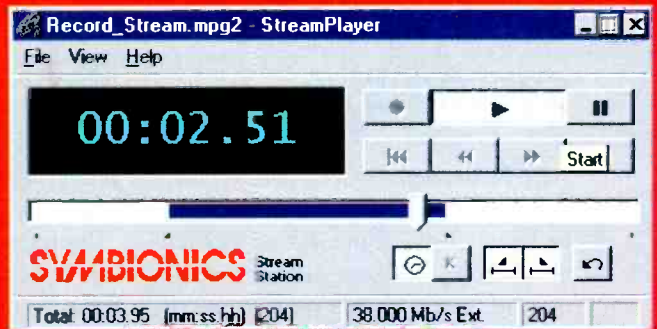 Record_Stream.mpg2 - StreamPlayer
File View Help
00:02.51
Start
SYMBIONICS Stream Station
K
Total: 00:03.95 (mm:ss.hh) [204] 38.000 Mb/s Ext. 204